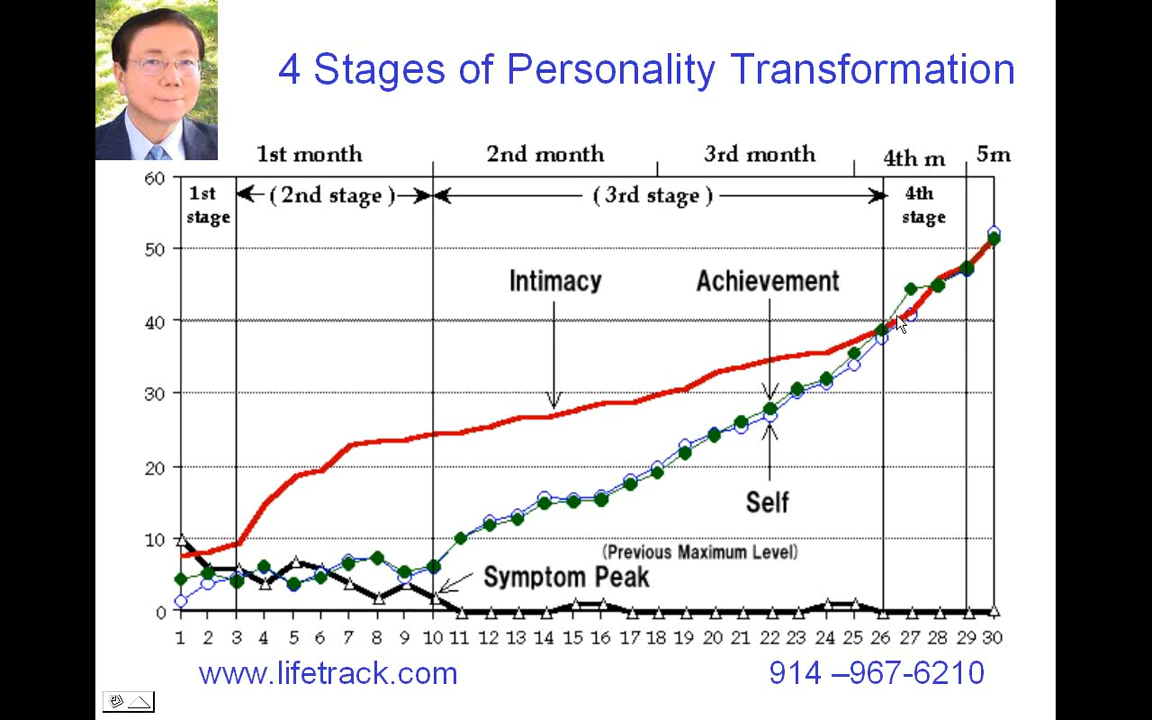 4 Stages of Personality Transformation
1st month 2nd month 3rd month 4th m 5m
60 1st stage (2nd stage ) (3rd stage ) 4th stage
50
Intimacy Achievement
40
30
20
Self
10
(Previous Maximum Level)
Symptom Peak
0
1 2 3 4 5 6 7 8 9 10 11 12 13 14 15 16 17 18 19 20 21 22 23 24 25 26 27 28 29 30
www.lifetrack.com 914 –967-6210